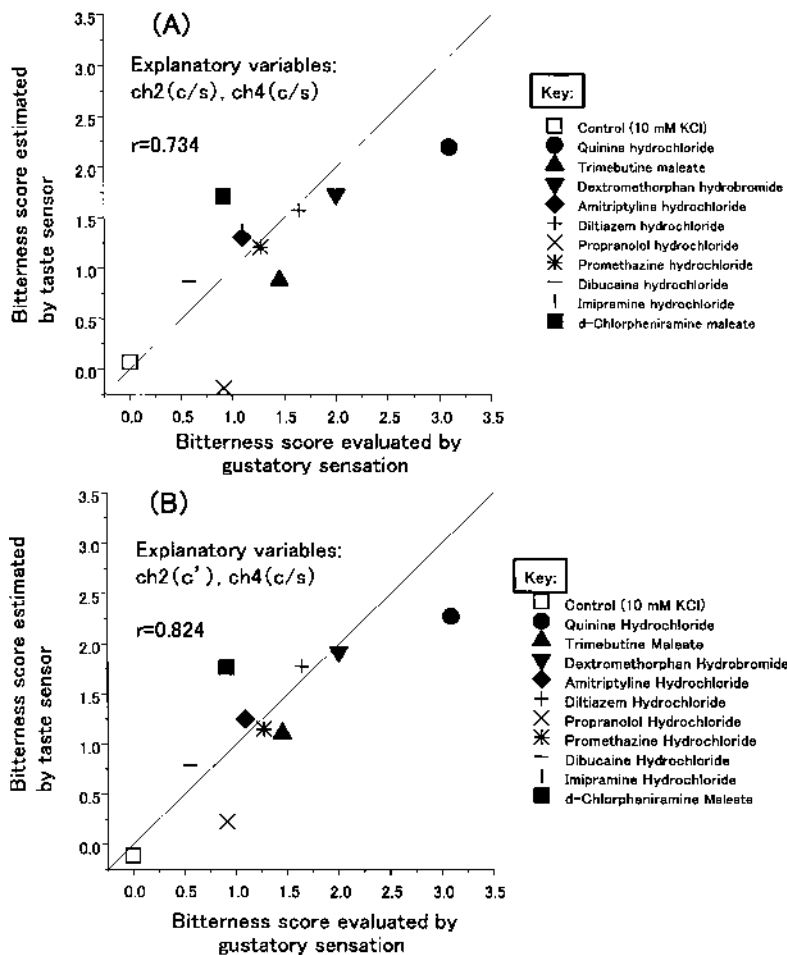 (A)
Explanatory variables:
ch2(c/s), ch4(c/s)
r=0.734
Bitterness score estimated
by taste sensor
3.5
3.0
2.5
2.0
1.5
1.0
0.5
0.0
0.0 0.5 1.0 1.5 2.0 2.5 3.0 3.5
Bitterness score evaluated by
gustatory sensation
Key:
Control (10 mM KCl)
Quinine hydrochloride
Trimebutine maleate
Dextromethorphan hydrobromide
Amitriptyline hydrochloride
Diltiazem hydrochloride
Propranolol hydrochloride
Promethazine hydrochloride
Dibucaine hydrochloride
Imipramine hydrochloride
d-Chlorpheniramine maleate
(B)
Explanatory variables:
ch2(c'), ch4(c/s)
r=0.824
Bitterness score estimated
by taste sensor
3.5
3.0
2.5
2.0
1.5
1.0
0.5
0.0
0.0 0.5 1.0 1.5 2.0 2.5 3.0 3.5
Bitterness score evaluated by
gustatory sensation
Key:
Control (10 mM KCl)
Quinine Hydrochloride
Trimebutine Maleate
Dextromethorphan Hydrobromide
Amitriptyline Hydrochloride
Diltiazem Hydrochloride
Propranolol Hydrochloride
Promethazine Hydrochloride
Dibucaine Hydrochloride
Imipramine Hydrochloride
d-Chlorpheniramine Maleate